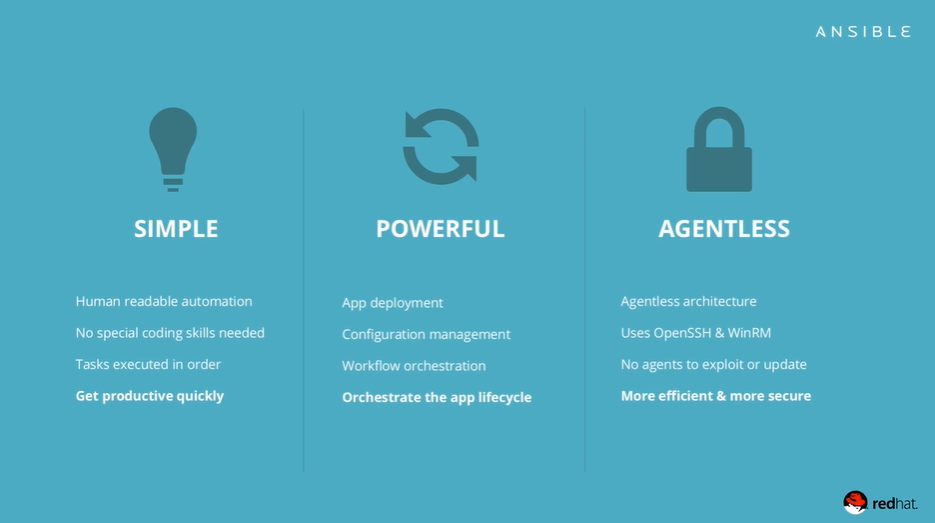 ANSIBLE
SIMPLE
Human readable automation
No special coding skills needed
Tasks executed in order
Get productive quickly
POWERFUL
App deployment
Configuration management
Workflow orchestration
Orchestrate the app lifecycle
AGENTLESS
Agentless architecture
Uses OpenSSH & WinRM
No agents to exploit or update
More efficient & more secure
redhat.